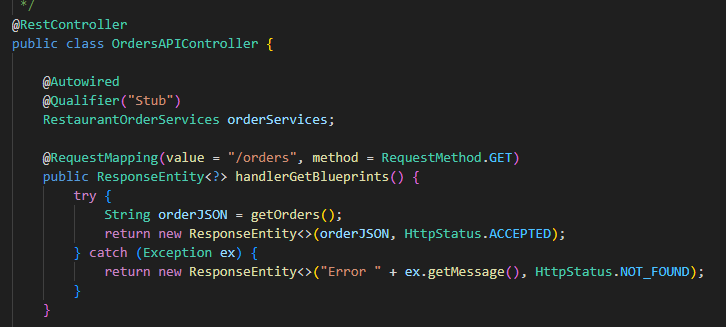 */
@RestController
public class OrdersAPIController {
@Autowired
@Qualifier("Stub")
RestaurantOrderServices orderServices;
@RequestMapping(value = "/orders", method = RequestMethod.GET)
public ResponseEntity<?> handlerGetBlueprints() {
try {
String orderJSON = getOrders();
return new ResponseEntity<>(orderJSON, HttpStatus.ACCEPTED);
} catch (Exception ex) {
return new ResponseEntity<>("Error " + ex.getMessage(), HttpStatus.NOT_FOUND);
}
}